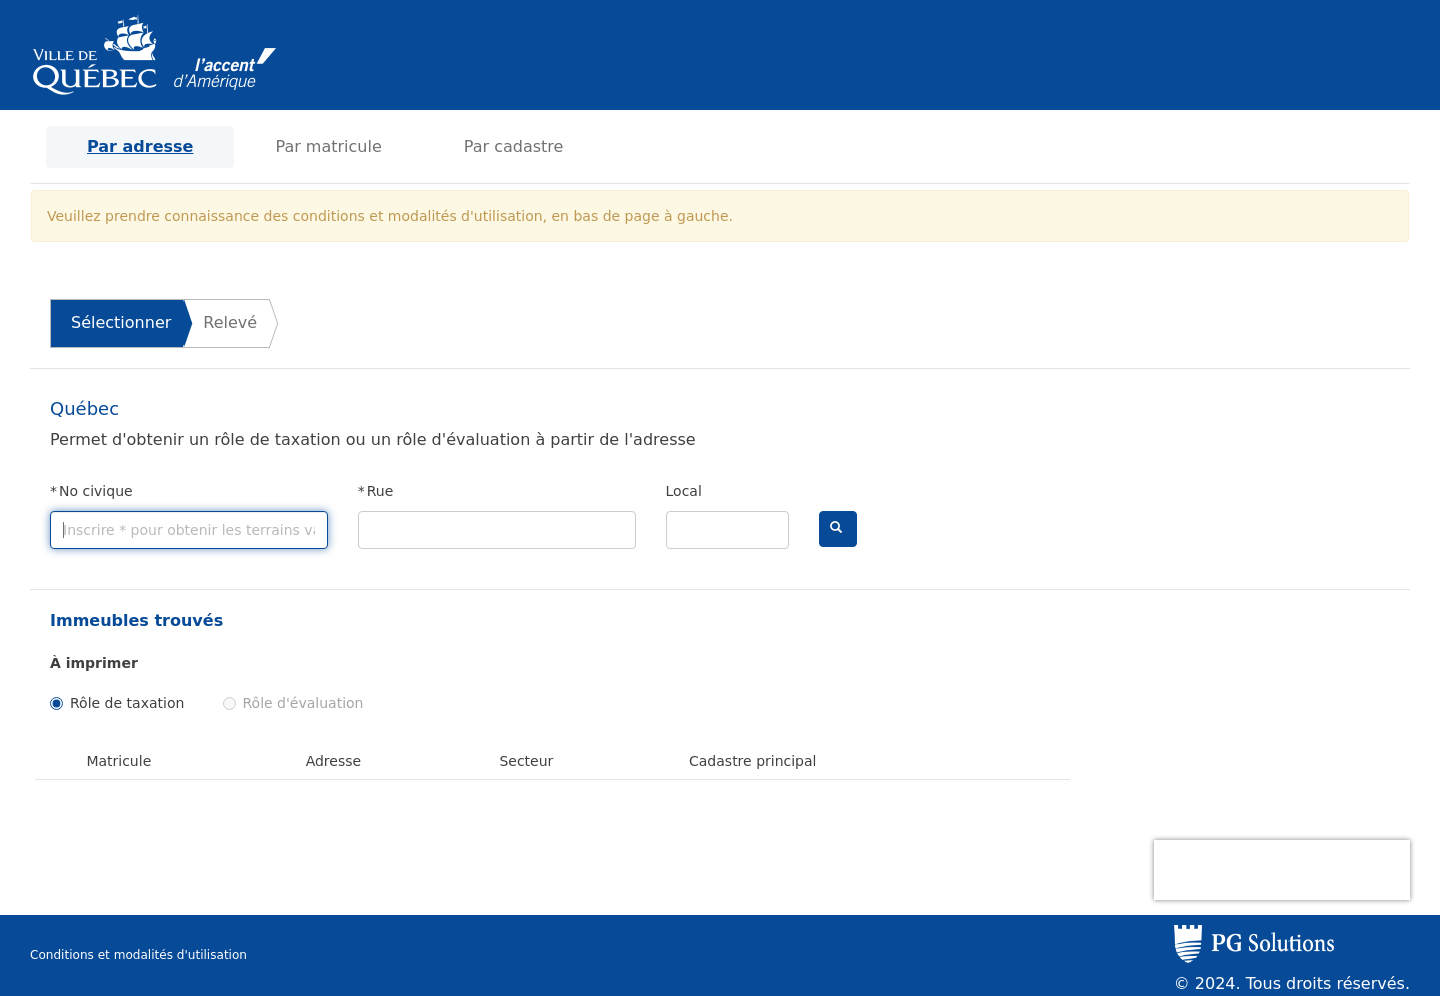 VILLE DE
QUÉBEC
l'accent
d'Amérique
Par adresse Par matricule Par cadastre
Veuillez prendre connaissance des conditions et modalités d'utilisation, en bas de page à gauche.
Sélectionner Relevé
Québec
Permet d'obtenir un rôle de taxation ou un rôle d'évaluation à partir de l'adresse
* No civique * Rue Local
Inscrire * pour obtenir les terrains
Immeubles trouvés
À imprimer
Rôle de taxation Rôle d'évaluation
Matricule Adresse Secteur Cadastre principal
Conditions et modalités d'utilisation
PG Solutions
© 2024. Tous droits réservés.